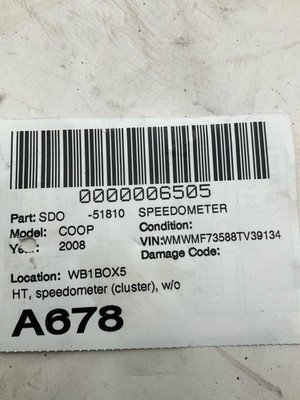 0000006505
Part: SDO -51810 SPEEDOMETER
Model: COOP Condition:
Year: 2008 VIN:WMWMF73588TV39134
Damage Code:
Location: WB1BOX5
HT, speedometer (cluster), w/o
A678